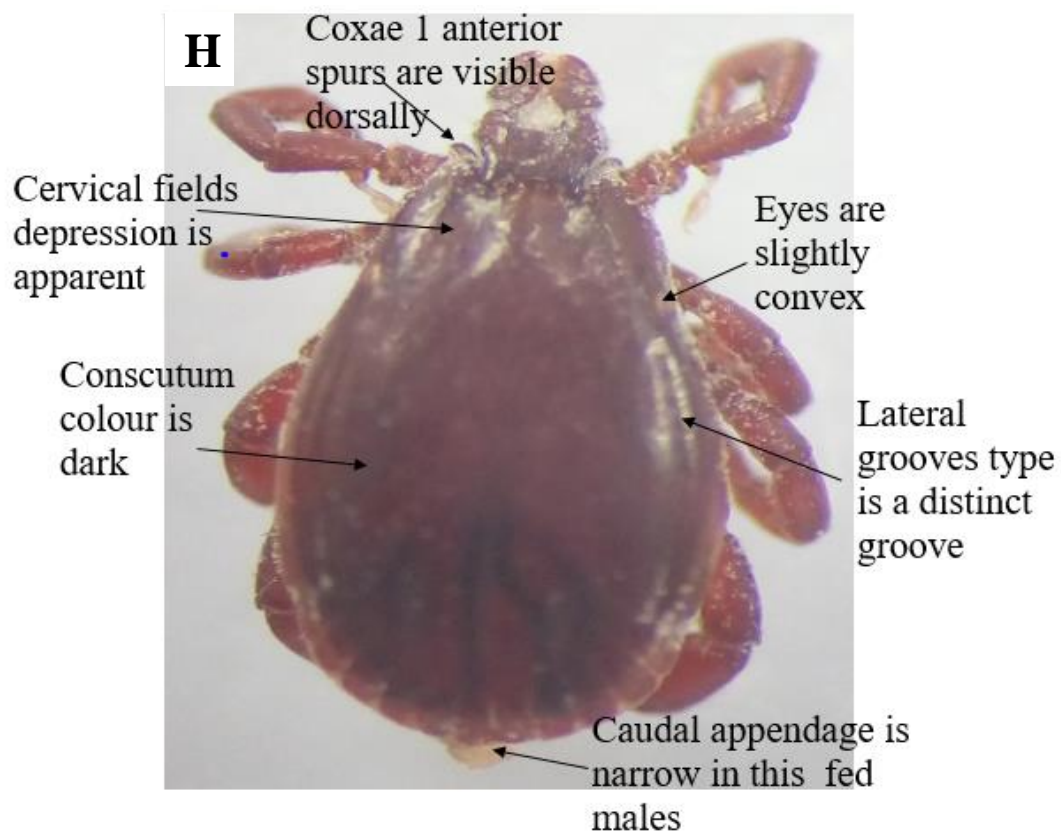 H
Coxae 1 anterior
spurs are visible
dorsally
Cervical fields
depression is
apparent
Eyes are
slightly
convex
Conscutum
colour is
dark
Lateral
grooves type
is a distinct
groove
Caudal appendage is
narrow in this fed
males